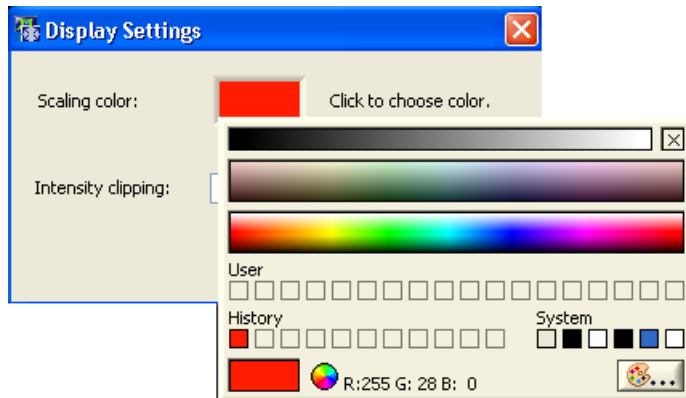 Display Settings
Scaling color:
Click to choose color.
Intensity clipping:
User
History
System
R:255 G: 28 B: 0
...